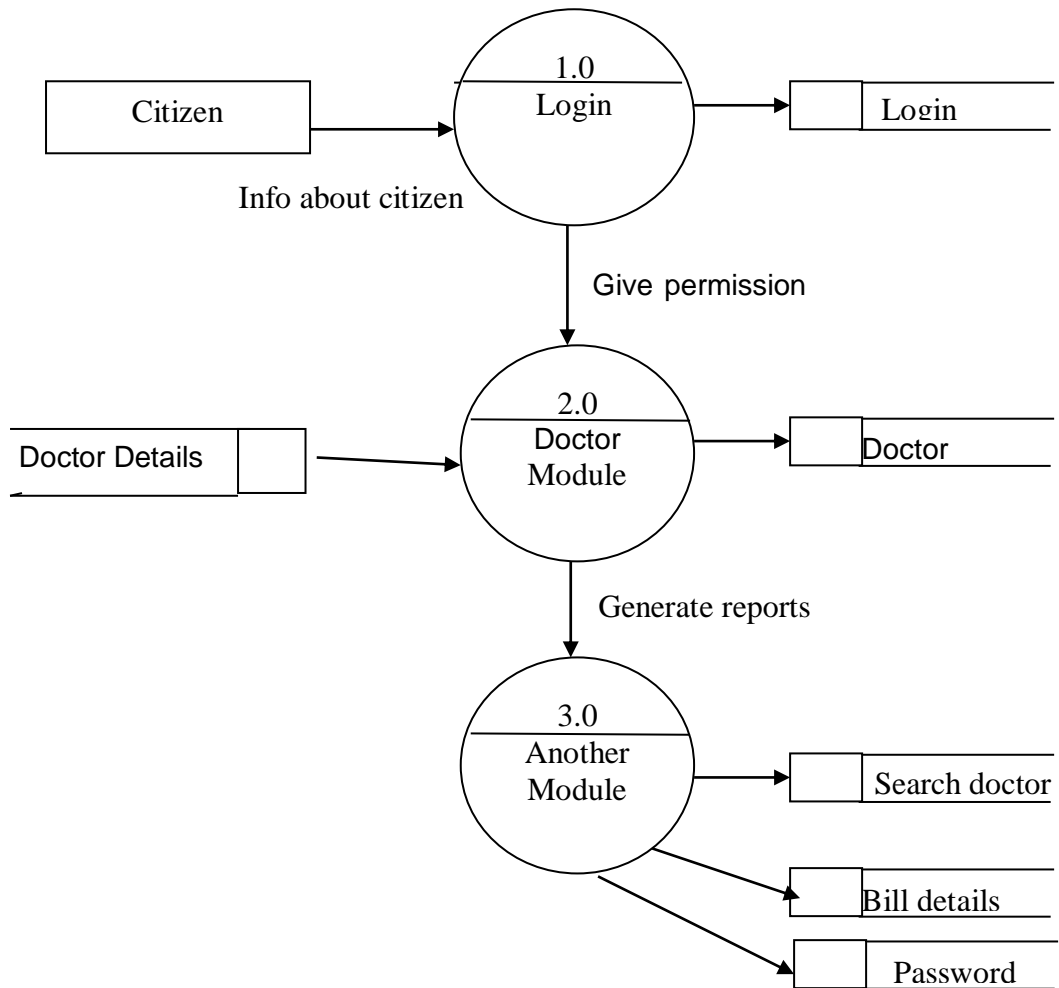 1.0
Citizen
Login
Login
Info about citizen
Give permission
2.0
Doctor Details
Doctor
Module
Doctor
Generate reports
3.0
Another
Module
Search doctor
Bill details
Password